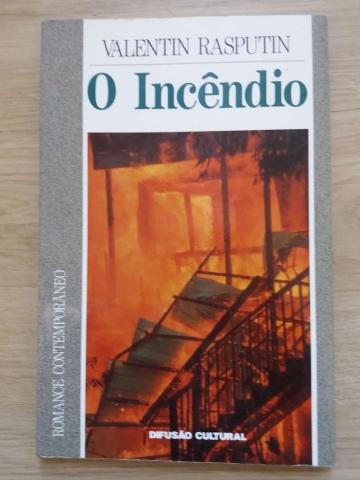 VALENTIN RASPUTIN
O Incêndio
ROMANCE CONTEMPORÂNEO
DIFUSÃO CULTURAL